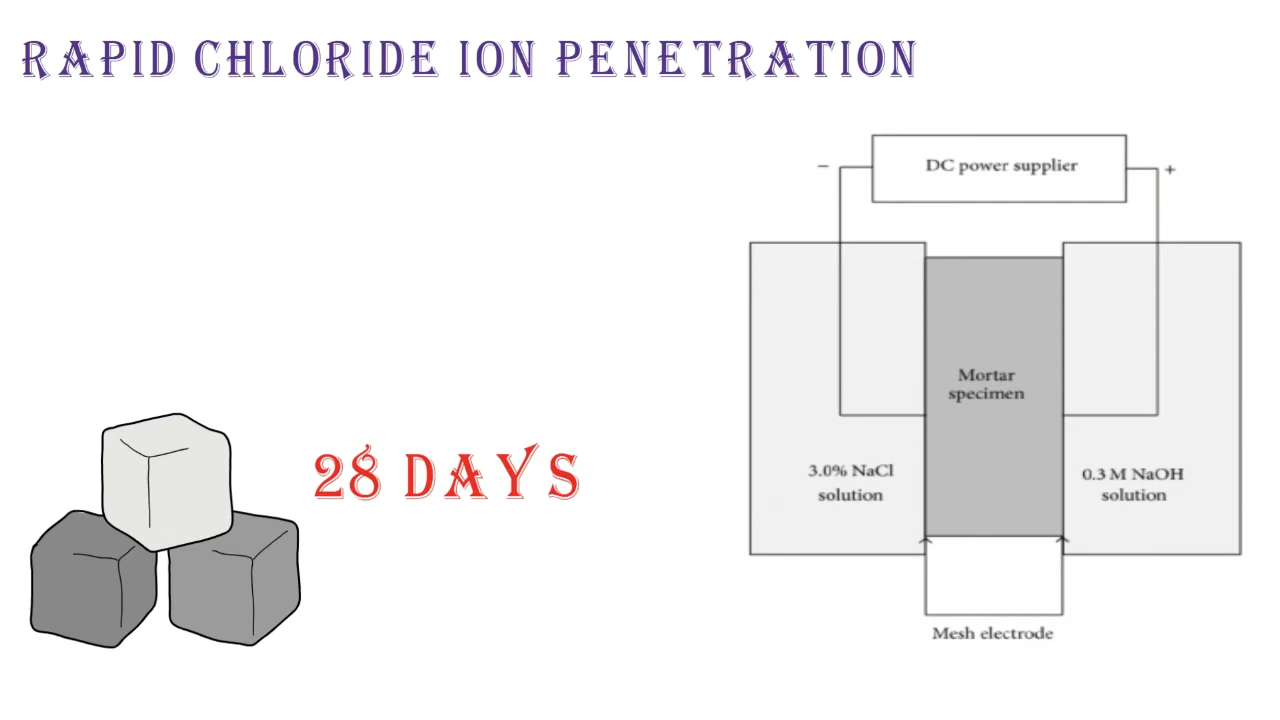 RAPID CHLORIDE ION PENETRATION
− DC power supplier +
Mortar
specimen
3.0% NaCl
solution
0.3 M NaOH
solution
28 DAYS
Mesh electrode